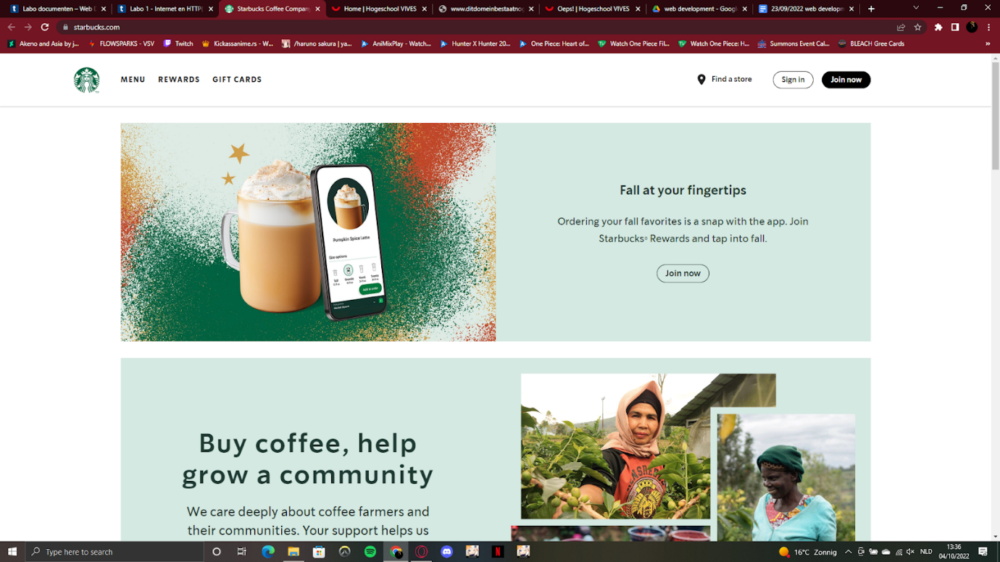 Labo documenten – Web D
Labo 1 - Internet en HTTP(
Starbucks Coffee Company
Home | Hogeschool VIVES
www.ditdomeinbestaatnog
Oeps! | Hogeschool VIVES
web development - Googl
23/09/2022 web developm
starbucks.com
Akeno and Asia by j...
FLOWSPARKS - VSV
Twitch
Kickassanime.rs - W...
/haruno sakura | ya...
AniMixPlay - Watch...
Hunter X Hunter 20...
One Piece: Heart of...
Watch One Piece Fil...
Watch One Piece: H...
Summons Event Cal...
BLEACH Gree Cards
MENU
REWARDS
GIFT CARDS
Find a store
Sign in
Join now
Pumpkin Spice Latte
Size options
Tall
Grande
Venti
Add to order
Fall at your fingertips
Ordering your fall favorites is a snap with the app. Join
Starbucks® Rewards and tap into fall.
Join now
Buy coffee, help
grow a community
We care deeply about coffee farmers and
their communities. Your support helps us
Type here to search
16°C Zonnig
NLD
13:36
04/10/2022